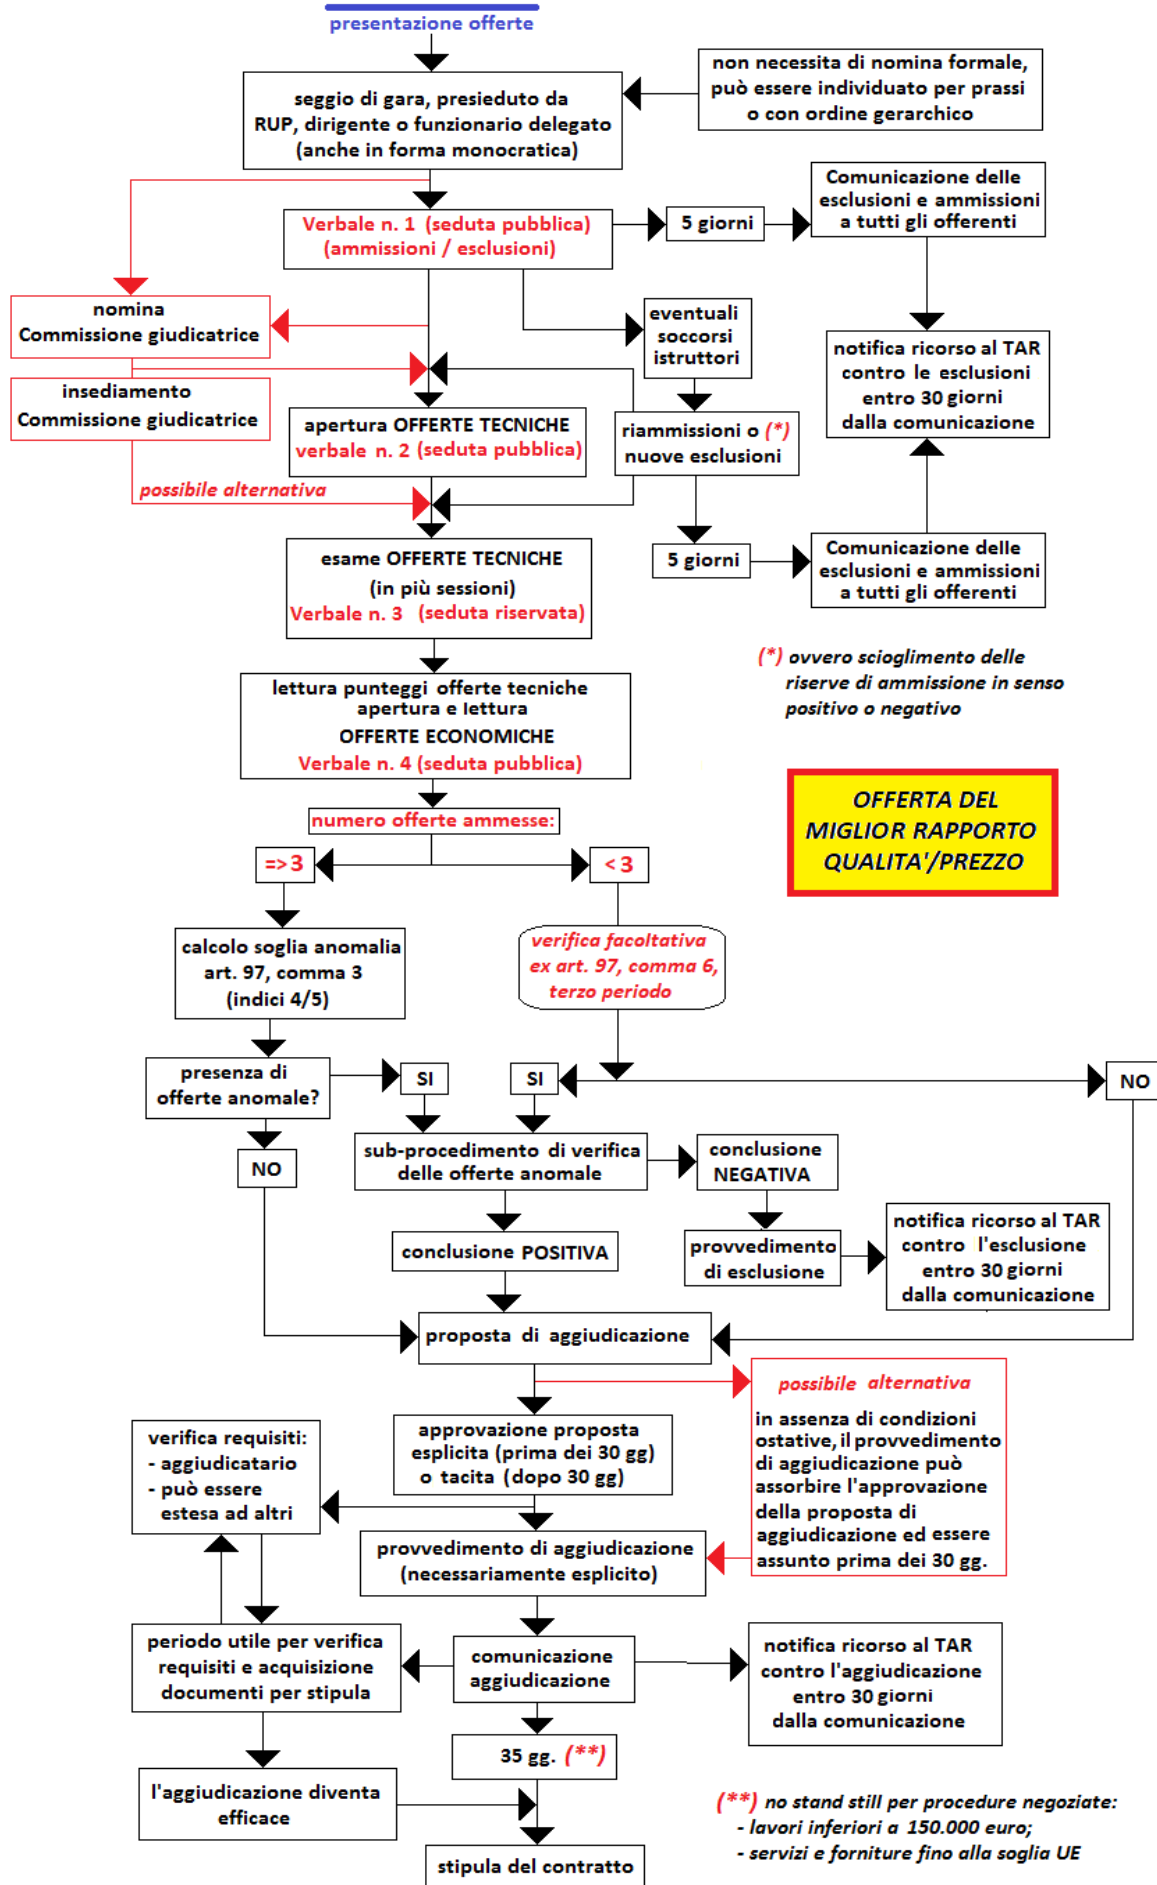 presentazione offerte
non necessita di nomina formale,
può essere individuato per prassi
o con ordine gerarchico
seggio di gara, presieduto da
RUP, dirigente o funzionario delegato
(anche in forma monocratica)
Verbale n. 1 (seduta pubblica)
(ammissioni / esclusioni)
5 giorni
Comunicazione delle
esclusioni e ammissioni
a tutti gli offerenti
nomina
Commissione giudicatrice
eventuali
soccorsi
istruttori
notifica ricorso al TAR
contro le esclusioni
entro 30 giorni
dalla comunicazione
insediamento
Commissione giudicatrice
apertura OFFERTE TECNICHE
verbale n. 2 (seduta pubblica)
riammissioni o (*)
nuove esclusioni
possibile alternativa
esame OFFERTE TECNICHE
(in più sessioni)
Verbale n. 3 (seduta riservata)
5 giorni
Comunicazione delle
esclusioni e ammissioni
a tutti gli offerenti
(*) ovvero scioglimento delle
riserve di ammissione in senso
positivo o negativo
lettura punteggi offerte tecniche
apertura e lettura
OFFERTE ECONOMICHE
Verbale n. 4 (seduta pubblica)
OFFERTA DEL
MIGLIOR RAPPORTO
QUALITA'/PREZZO
numero offerte ammesse:
=> 3
< 3
calcolo soglia anomalia
art. 97, comma 3
(indici 4/5)
verifica facoltativa
ex art. 97, comma 6,
terzo periodo
presenza di
offerte anomale?
SI
SI
NO
NO
sub-procedimento di verifica
delle offerte anomale
conclusione
NEGATIVA
conclusione POSITIVA
provvedimento
di esclusione
notifica ricorso al TAR
contro l'esclusione
entro 30 giorni
dalla comunicazione
proposta di aggiudicazione
possibile alternativa
in assenza di condizioni
ostative, il provvedimento
di aggiudicazione può
assorbire l'approvazione
della proposta di
aggiudicazione ed essere
assunto prima dei 30 gg.
approvazione proposta
esplicita (prima dei 30 gg)
o tacita (dopo 30 gg)
verifica requisiti:
- aggiudicatario
- può essere
estesa ad altri
provvedimento di aggiudicazione
(necessariamente esplicito)
periodo utile per verifica
requisiti e acquisizione
documenti per stipula
comunicazione
aggiudicazione
notifica ricorso al TAR
contro l'aggiudicazione
entro 30 giorni
dalla comunicazione
35 gg. (**)
l'aggiudicazione diventa
efficace
(**) no stand still per procedure negoziate:
- lavori inferiori a 150.000 euro;
- servizi e forniture fino alla soglia UE
stipula del contratto